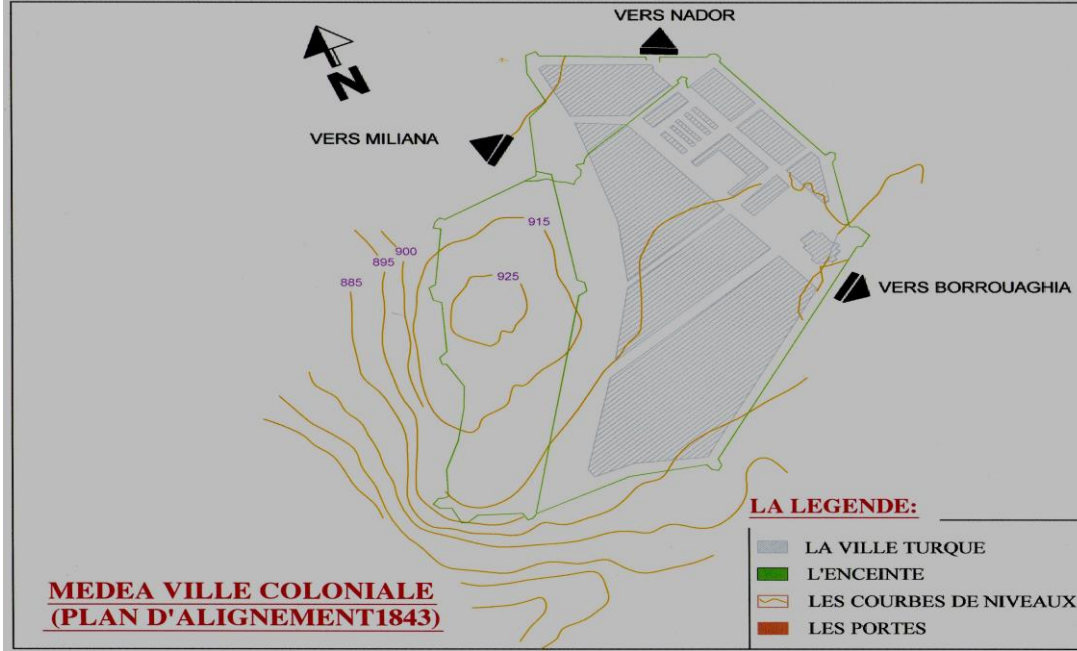 VERS NADOR
N
VERS MILIANA
915
900
895
925
885
VERS BORROUAGHIA
LA LEGENDE:
LA VILLE TURQUE
L'ENCEINTE
LES COURBES DE NIVEAUX
LES PORTES
MEDEA VILLE COLONIALE
(PLAN D'ALIGNEMENT1843)